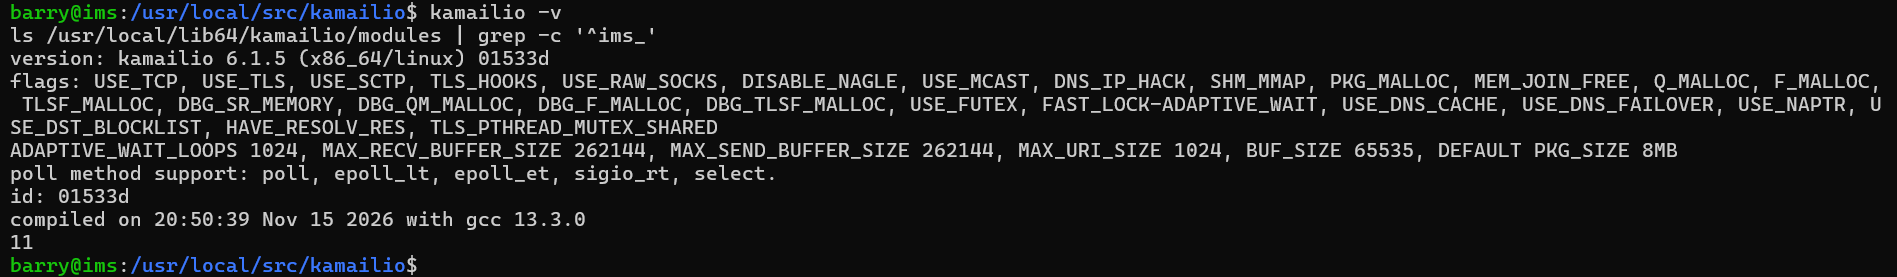 barry@ims:/usr/local/src/kamailio$ kamailio -v
ls /usr/local/lib64/kamailio/modules | grep -c '^ims_'
version: kamailio 6.1.5 (x86_64/linux) 01533d
flags: USE_TCP, USE_TLS, USE_SCTP, TLS_HOOKS, USE_RAW_SOCKS, DISABLE_NAGLE, USE_MCAST, DNS_IP_HACK, SHM_MMAP, PKG_MALLOC, MEM_JOIN_FREE, Q_MALLOC, F_MALLOC,
 TLSF_MALLOC, DBG_SR_MEMORY, DBG_QM_MALLOC, DBG_F_MALLOC, DBG_TLSF_MALLOC, USE_FUTEX, FAST_LOCK-ADAPTIVE_WAIT, USE_DNS_CACHE, USE_DNS_FAILOVER, USE_NAPTR, U
SE_DST_BLOCKLIST, HAVE_RESOLV_RES, TLS_PTHREAD_MUTEX_SHARED
ADAPTIVE_WAIT_LOOPS 1024, MAX_RECV_BUFFER_SIZE 262144, MAX_SEND_BUFFER_SIZE 262144, MAX_URI_SIZE 1024, BUF_SIZE 65535, DEFAULT PKG_SIZE 8MB
poll method support: poll, epoll_lt, epoll_et, sigio_rt, select.
id: 01533d
compiled on 20:50:39 Nov 15 2026 with gcc 13.3.0
11
barry@ims:/usr/local/src/kamailio$